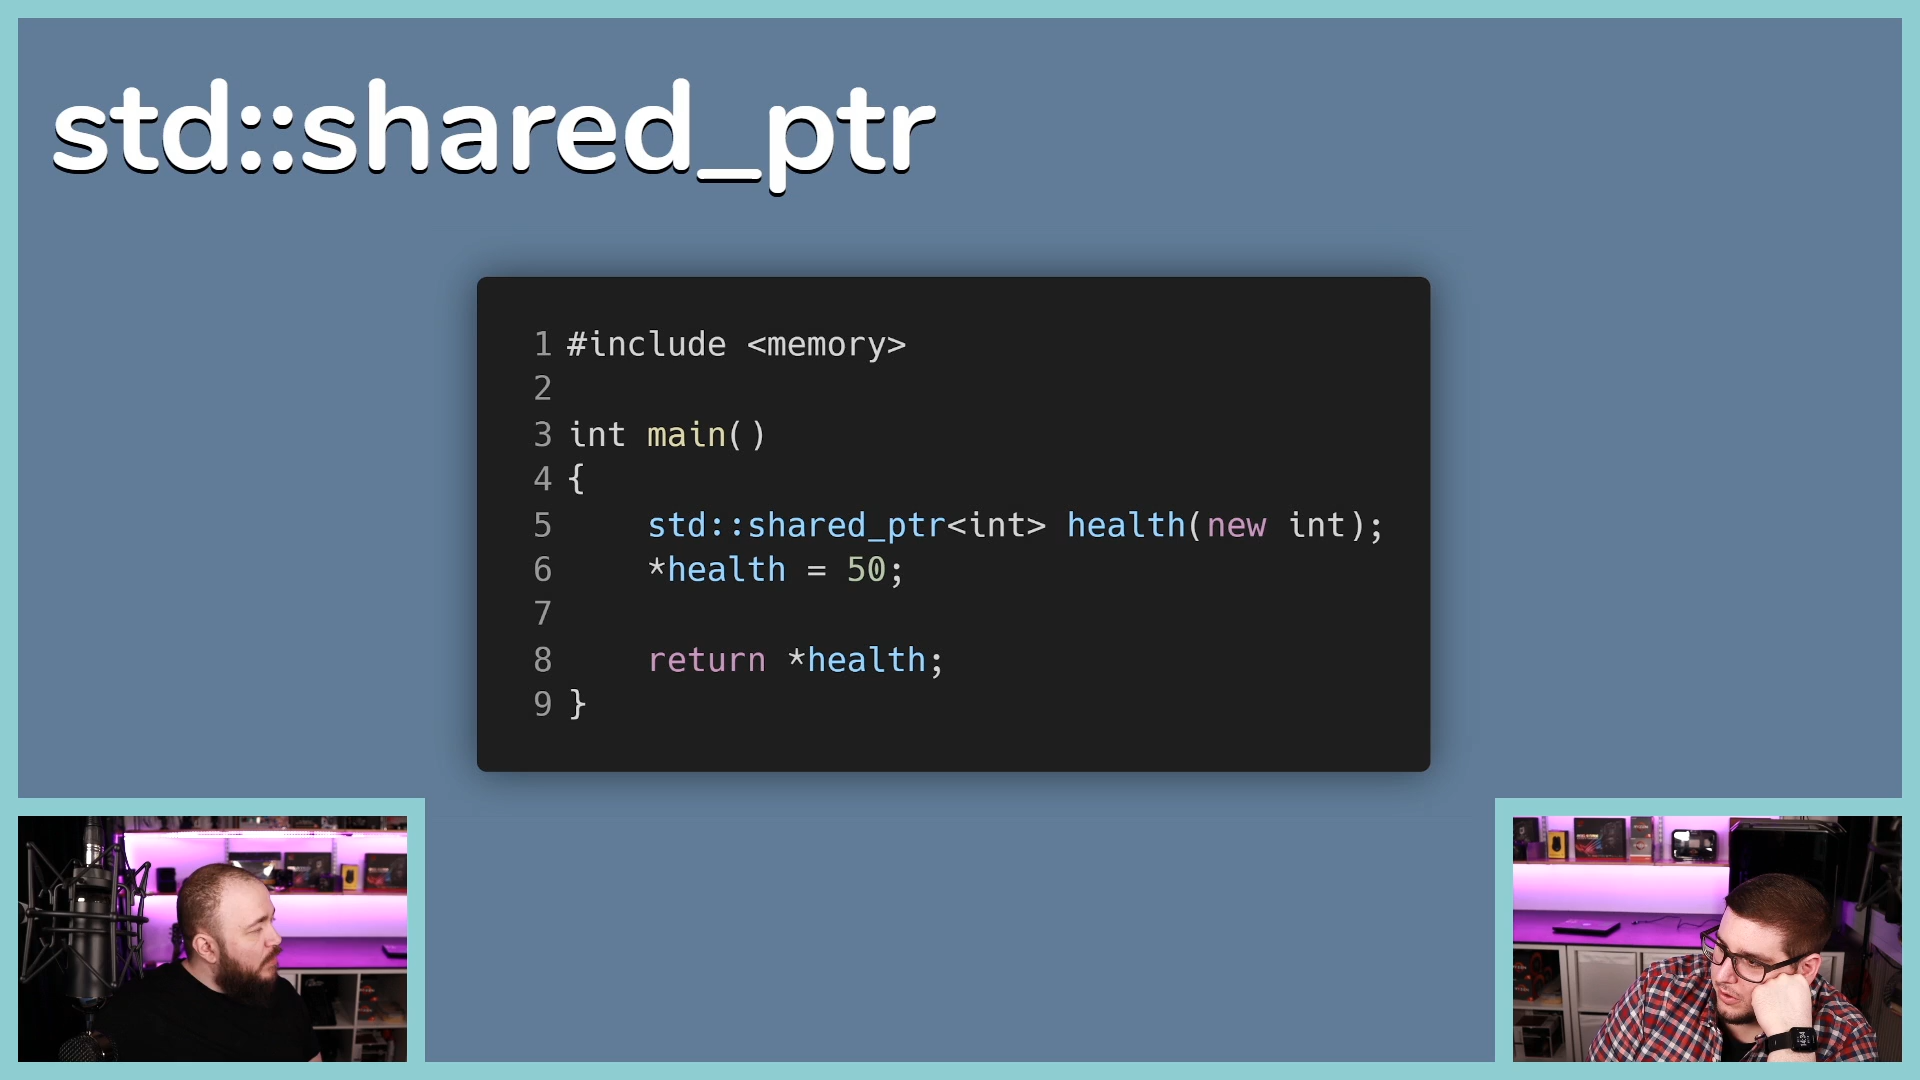 std::shared_ptr
1 #include <memory>
2
3 int main()
4 {
5     std::shared_ptr<int> health(new int);
6     *health = 50;
7
8     return *health;
9 }